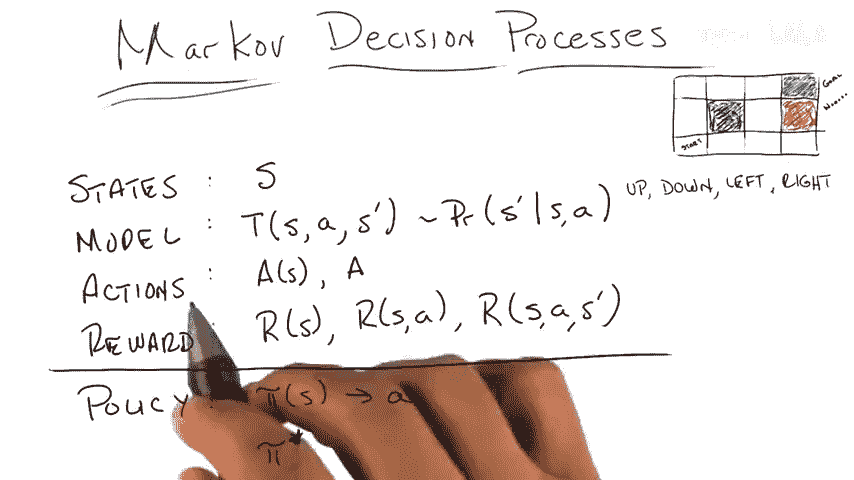 Markov Decision Processes
GOAL
N.....
START
STATES : S
UP, DOWN, LEFT, RIGHT
MODEL : T(s, a, s') ~ Pr(s' | s, a)
ACTIONS : A(s), A
REWARD : R(s), R(s,a), R(s,a,s')
POLICY : π(s) → a
π*